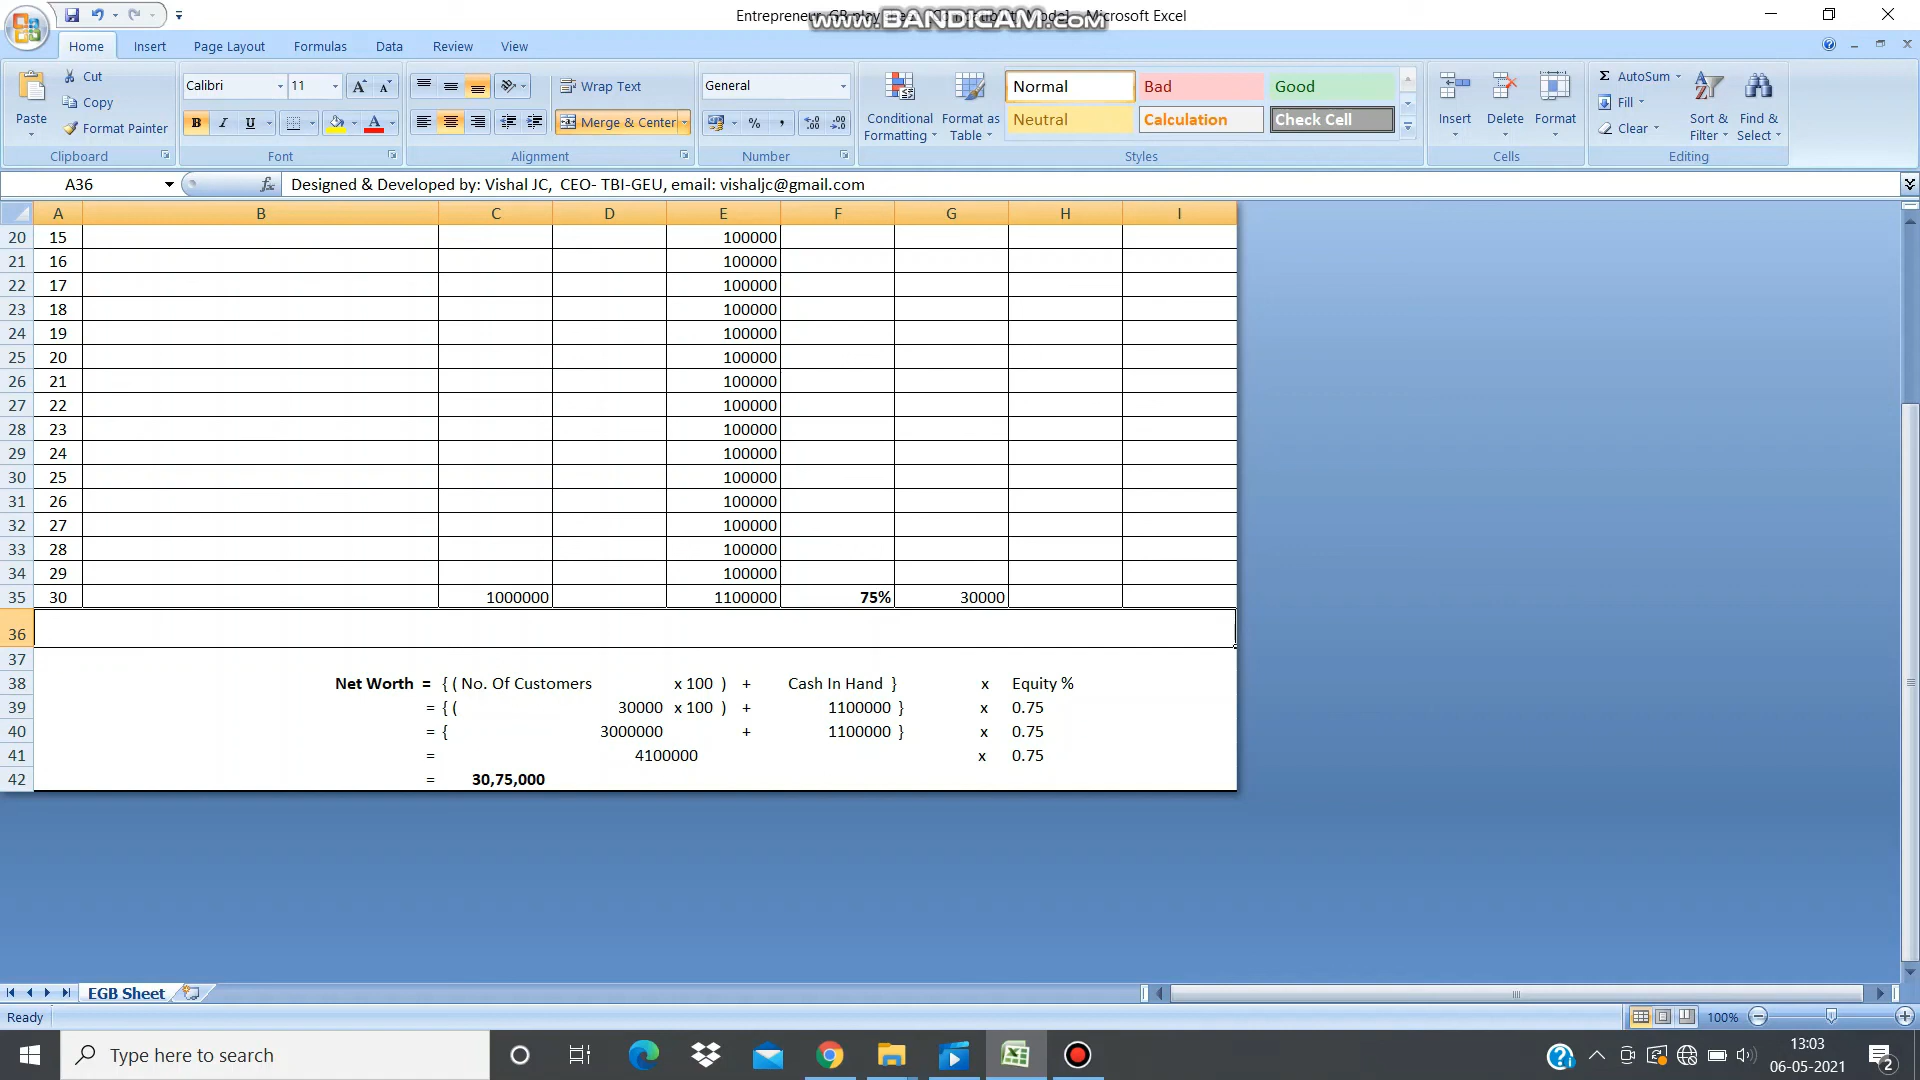 Entrepreneur GB play
Microsoft Excel
www.BANDICAM.com
Home Insert Page Layout Formulas Data Review View
Paste
Cut
Copy
Format Painter
Clipboard
Calibri 11
B I U
Font
Wrap Text
Merge & Center
Alignment
General
Number
Conditional Formatting
Format as Table
Normal Bad Good
Neutral Calculation Check Cell
Styles
Insert Delete Format
Cells
Σ AutoSum
Fill
Clear
Sort & Filter
Find & Select
Editing
A36 fx Designed & Developed by: Vishal JC, CEO- TBI-GEU, email: vishaljc@gmail.com
A B C D E F G H I
20 15 100000
21 16 100000
22 17 100000
23 18 100000
24 19 100000
25 20 100000
26 21 100000
27 22 100000
28 23 100000
29 24 100000
30 25 100000
31 26 100000
32 27 100000
33 28 100000
34 29 100000
35 30 1000000 1100000 75% 30000
36
37
38 Net Worth = { ( No. Of Customers x 100 ) + Cash In Hand } x Equity %
39 = { ( 30000 x 100 ) + 1100000 } x 0.75
40 = { 3000000 + 1100000 } x 0.75
41 = 4100000 x 0.75
42 = 30,75,000
EGB Sheet
Ready 100%
Type here to search
13:03
06-05-2021
2